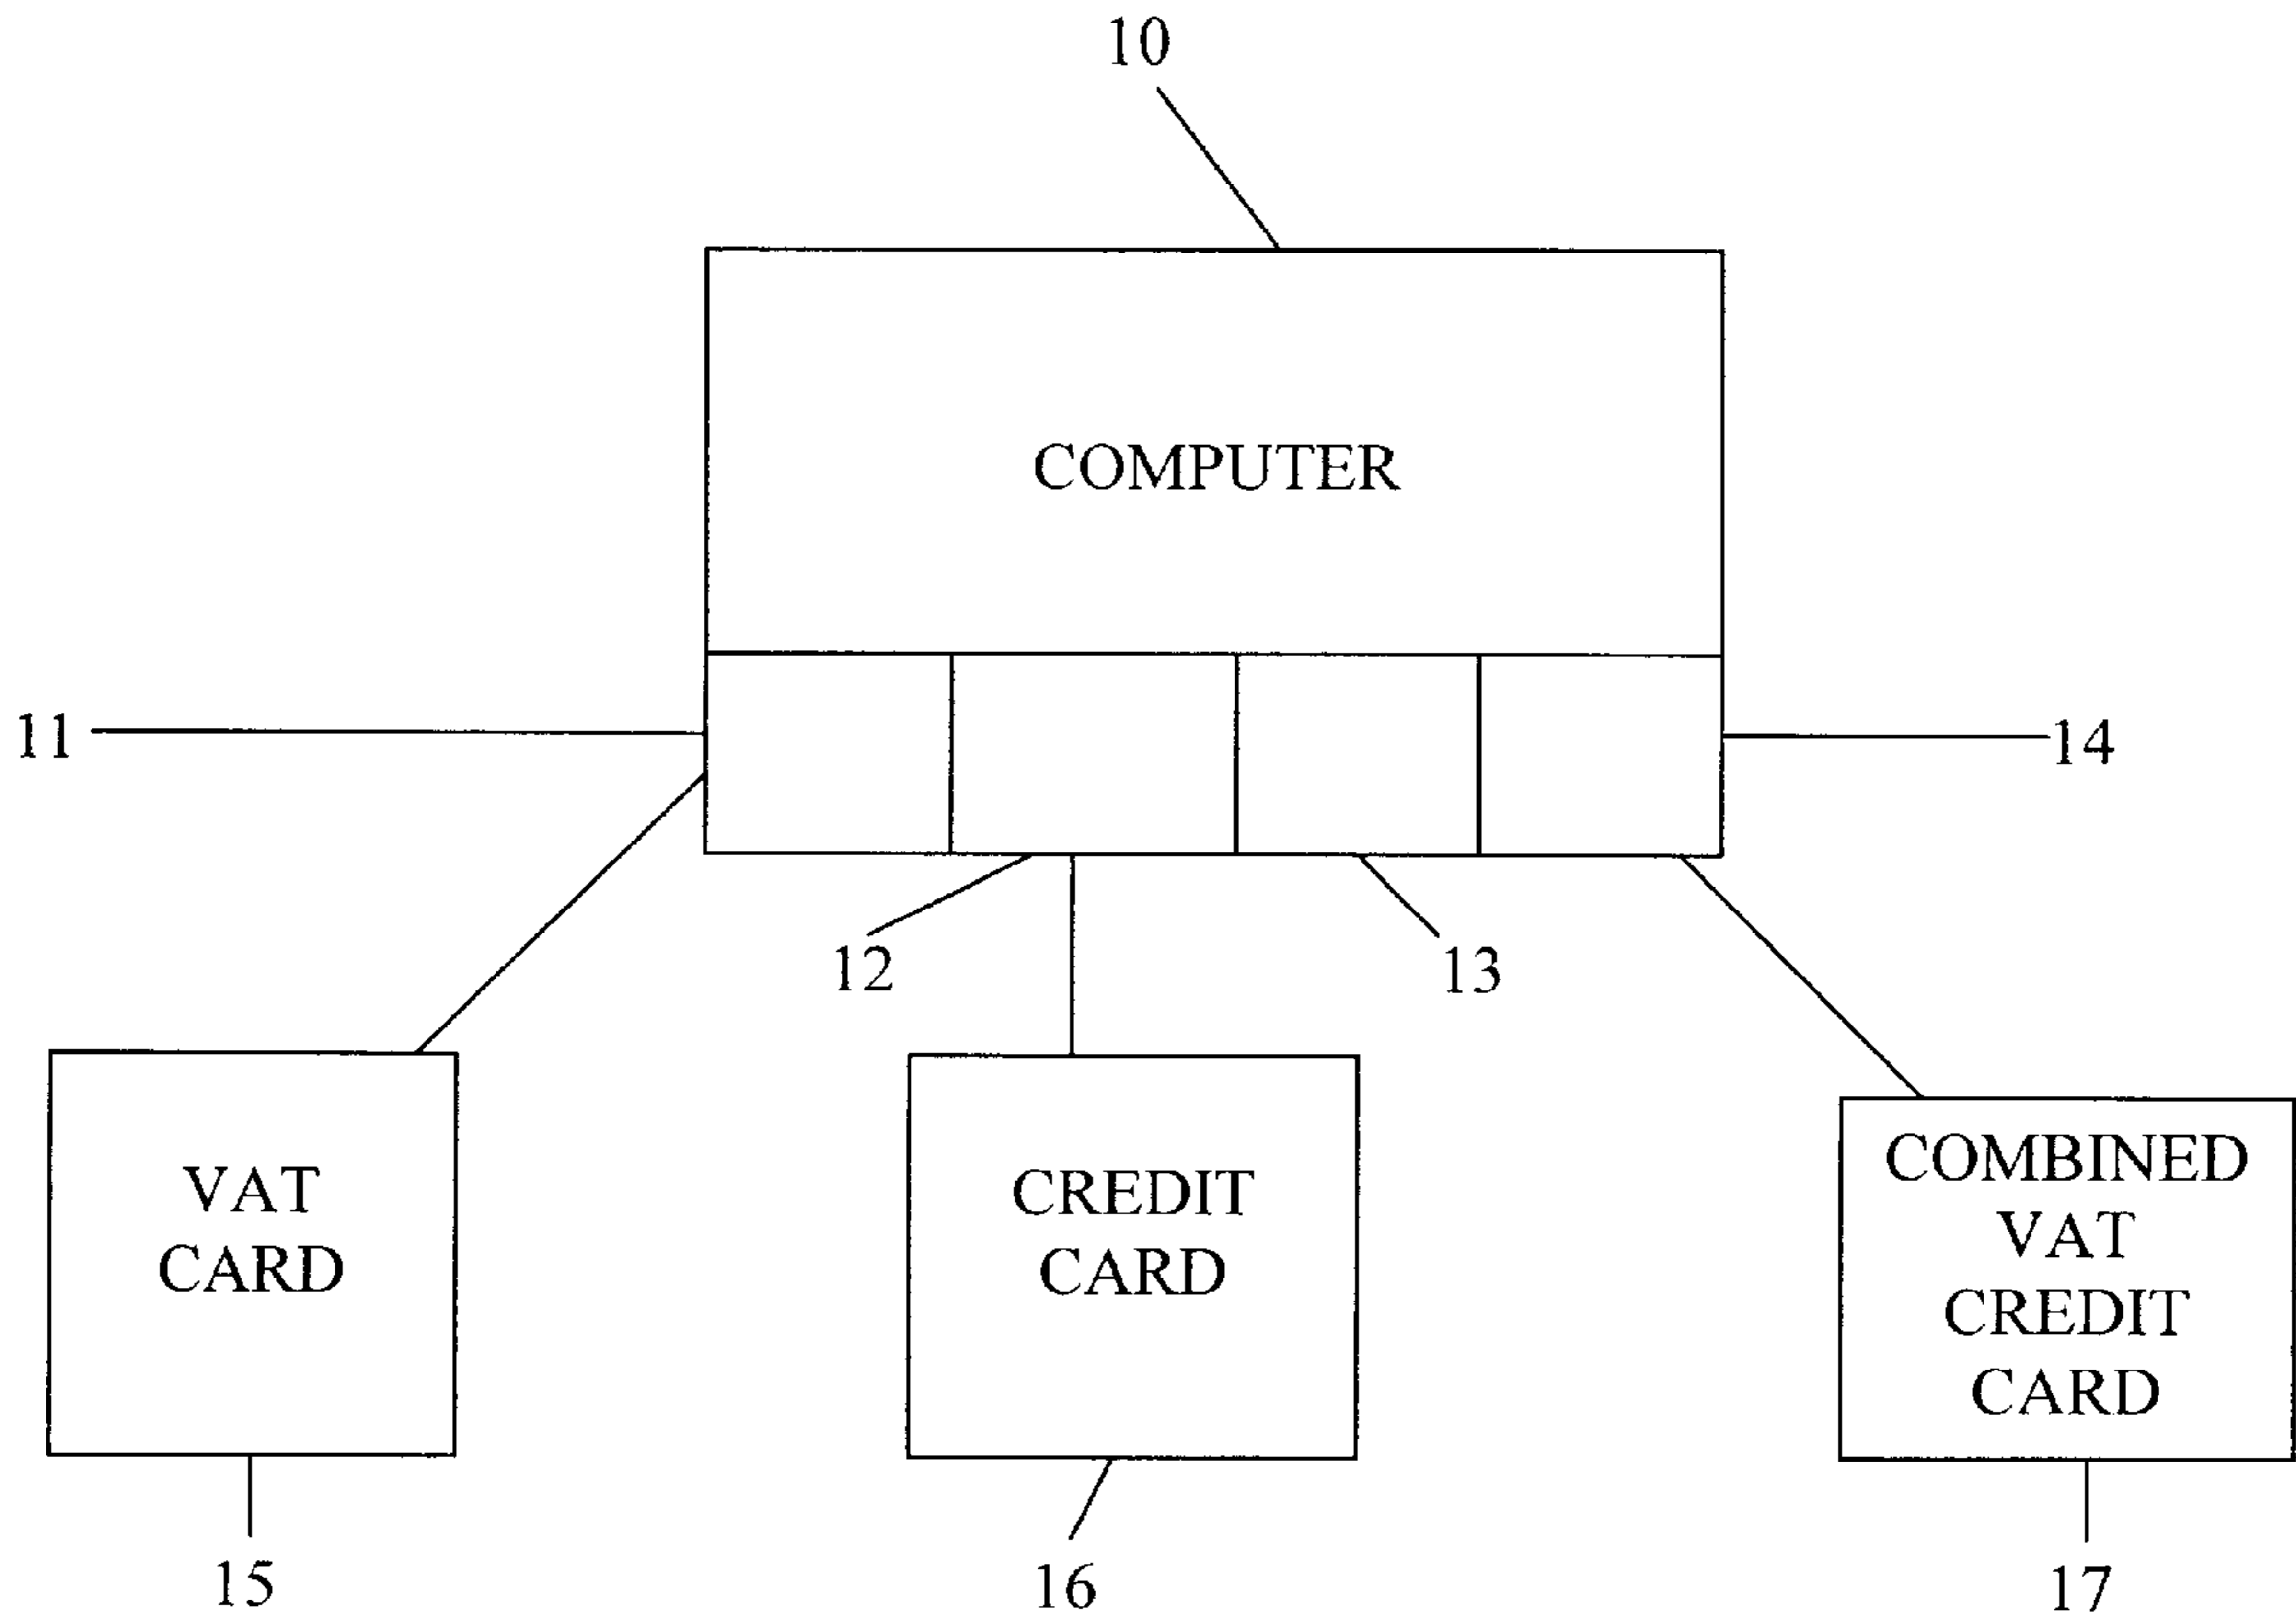 10
COMPUTER
11
14
12
13
VAT
CARD
CREDIT
CARD
COMBINED
VAT
CREDIT
CARD
15
16
17